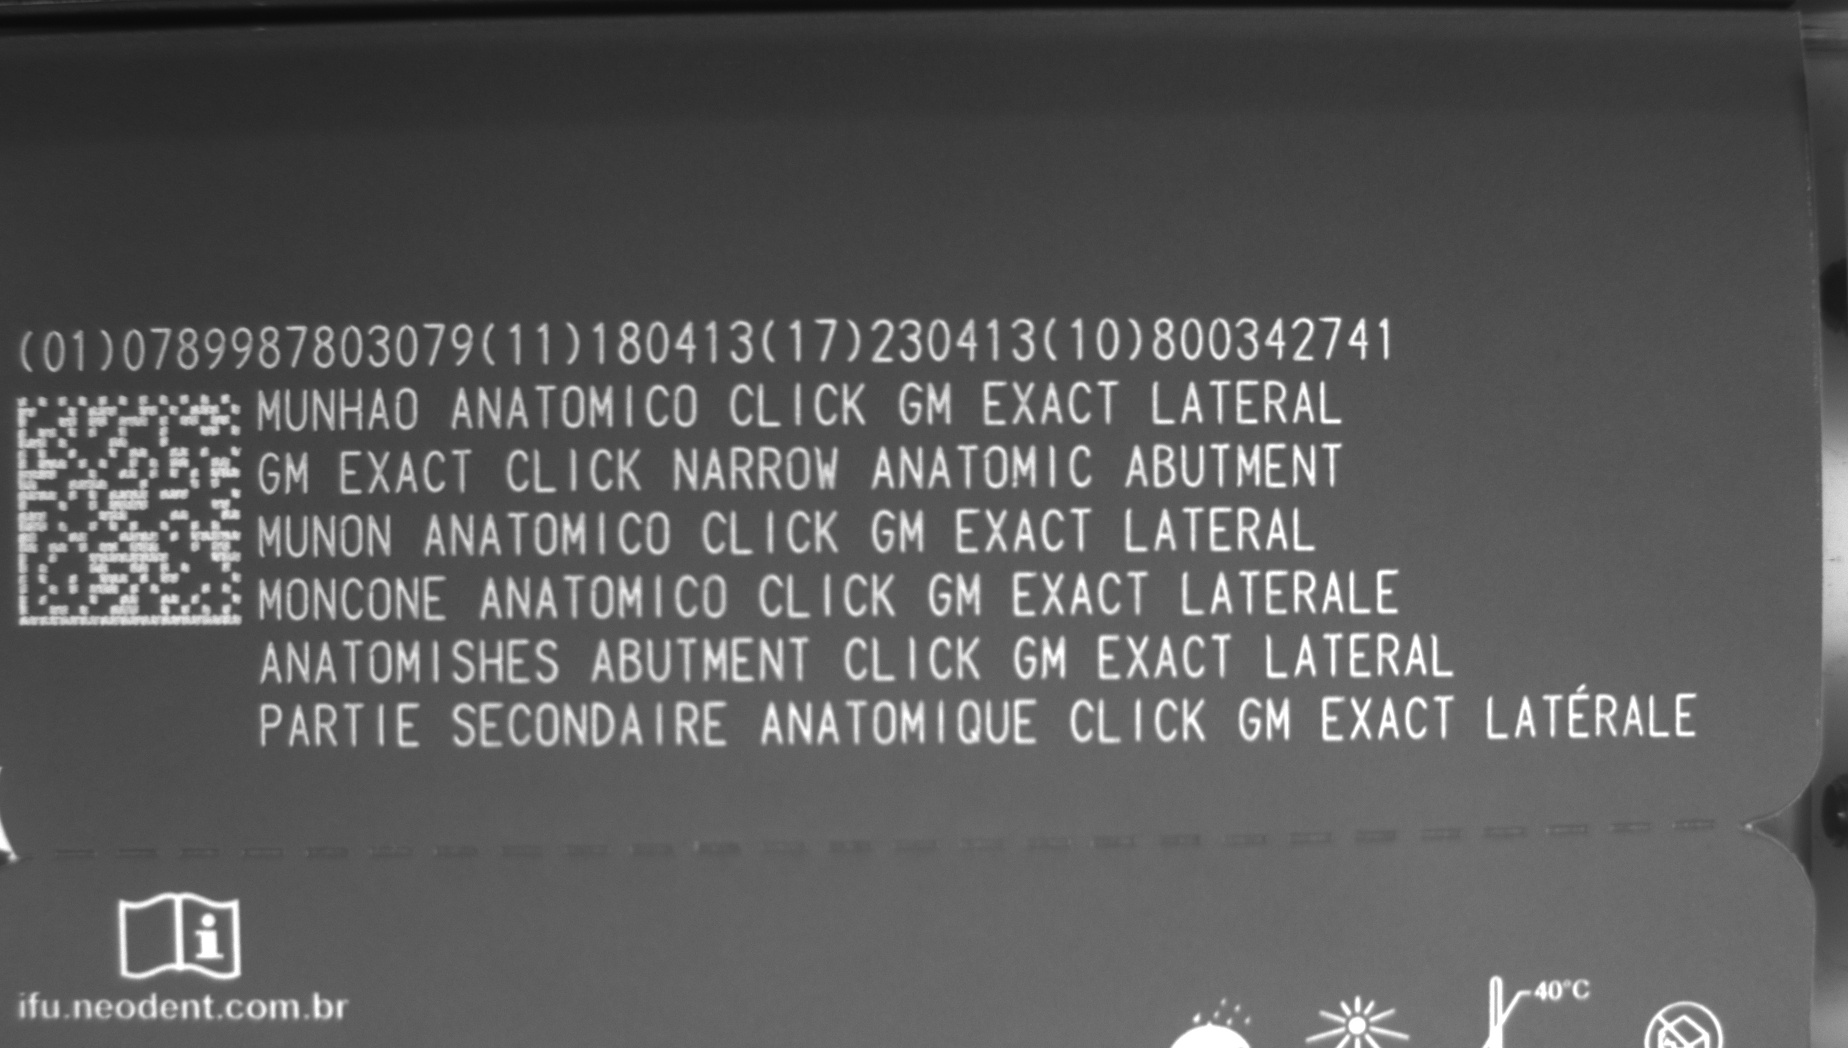 (01)0789987803079(11)180413(17)230413(10)800342741
MUNHAO ANATOMICO CLICK GM EXACT LATERAL
GM EXACT CLICK NARROW ANATOMIC ABUTMENT
MUNON ANATOMICO CLICK GM EXACT LATERAL
MONCONE ANATOMICO CLICK GM EXACT LATERALE
ANATOMISHES ABUTMENT CLICK GM EXACT LATERAL
PARTIE SECONDAIRE ANATOMIQUE CLICK GM EXACT LATÉRALE
i
ifu.neodent.com.br
40°C